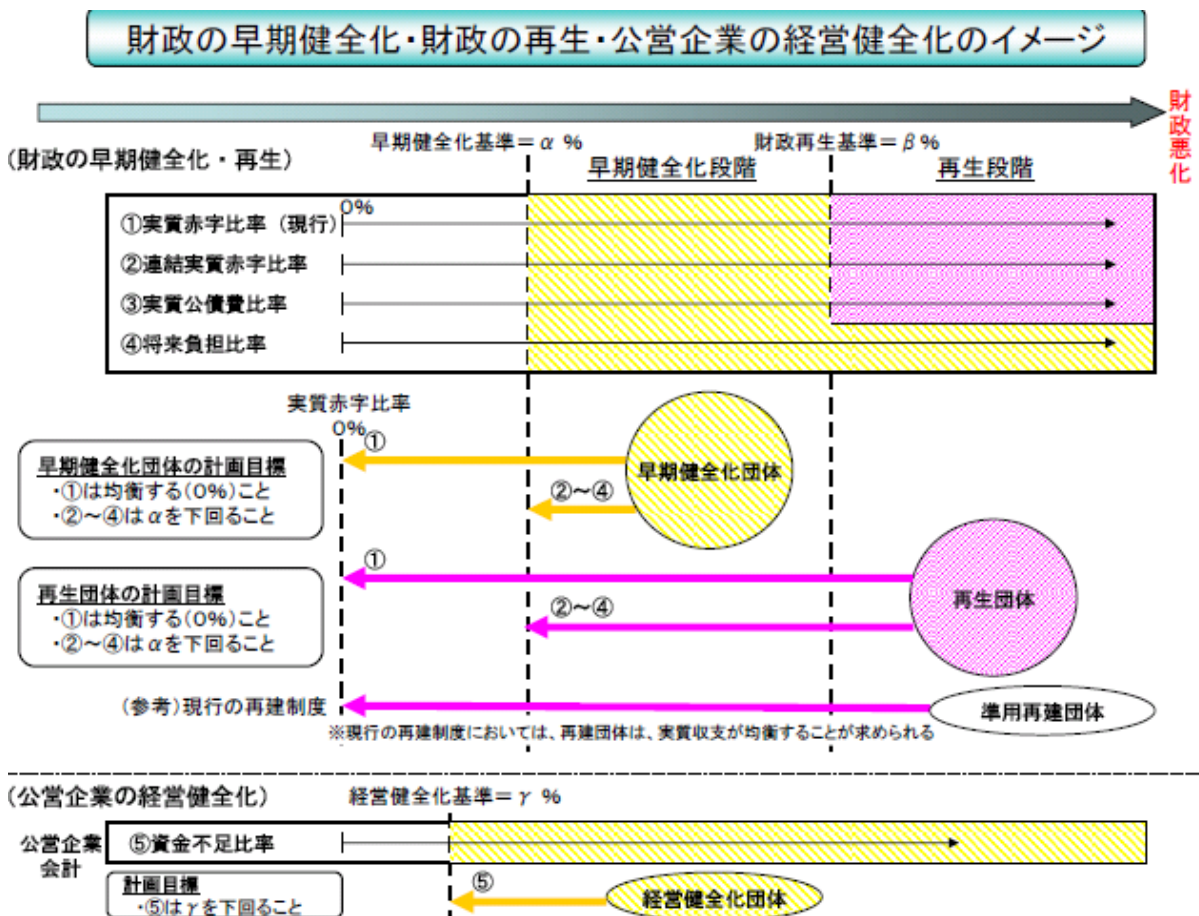 財政の早期健全化・財政の再生・公営企業の経営健全化のイメージ
財政悪化
早期健全化基準＝α %
財政再生基準＝β%
(財政の早期健全化・再生)
早期健全化段階
再生段階
0%
①実質赤字比率（現行）
②連結実質赤字比率
③実質公債費比率
④将来負担比率
実質赤字比率
0%
①
早期健全化団体の計画目標
・①は均衡する(0%)こと
・②～④はαを下回ること
②～④
早期健全化団体
①
再生団体の計画目標
・①は均衡する(0%)こと
・②～④はαを下回ること
②～④
再生団体
(参考)現行の再建制度
準用再建団体
※現行の再建制度においては、再建団体は、実質収支が均衡することが求められる
(公営企業の経営健全化)
経営健全化基準＝γ %
公営企業
会計
⑤資金不足比率
計画目標
・⑤はγを下回ること
⑤
経営健全化団体